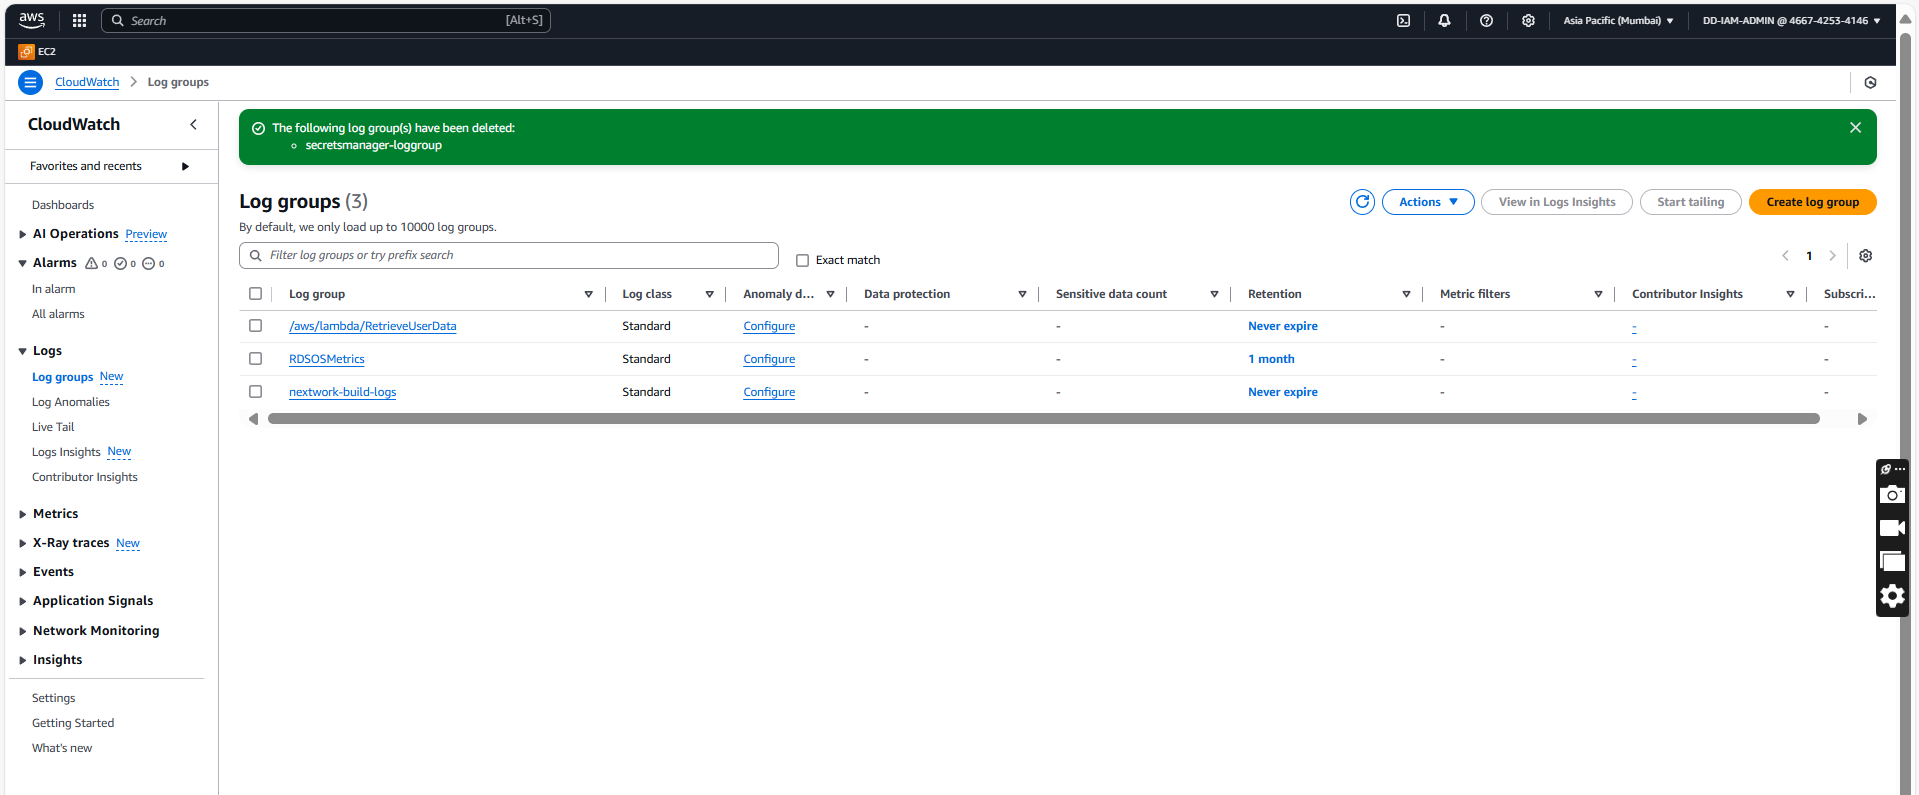 aws
Search [Alt+S] Asia Pacific (Mumbai) DD-IAM-ADMIN @ 4667-4253-4146
EC2
CloudWatch Log groups
CloudWatch
Favorites and recents
Dashboards
AI Operations Preview
Alarms 0 0 0
In alarm
All alarms
Logs
Log groups New
Log Anomalies
Live Tail
Logs Insights New
Contributor Insights
Metrics
X-Ray traces New
Events
Application Signals
Network Monitoring
Insights
Settings
Getting Started
What's new
The following log group(s) have been deleted:
secretsmanager-loggroup
Log groups (3)
Actions View in Logs Insights Start tailing Create log group
By default, we only load up to 10000 log groups.
Filter log groups or try prefix search Exact match 1
Log group Log class Anomaly d... Data protection Sensitive data count Retention Metric filters Contributor Insights Subscri...
/aws/lambda/RetrieveUserData Standard Configure - - Never expire - - -
RDSOSMetrics Standard Configure - - 1 month - - -
nextwork-build-logs Standard Configure - - Never expire - - -